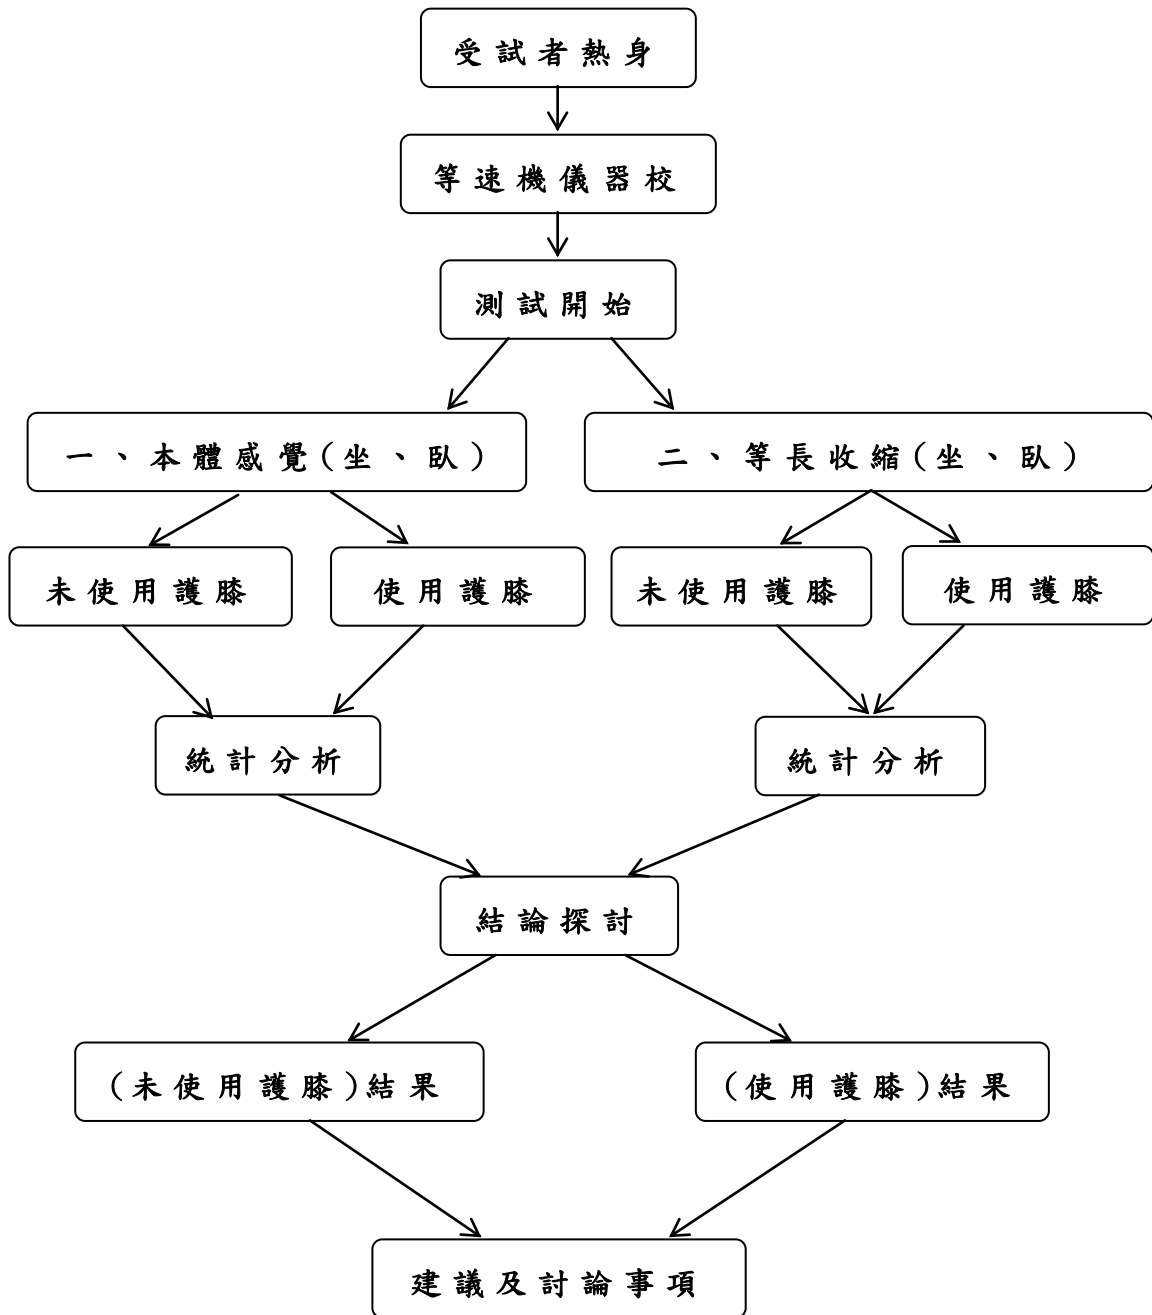 受試者熱身
等速機儀器校
測試開始
一、本體感覺(坐、臥)
二、等長收縮(坐、臥)
未使用護膝
使用護膝
未使用護膝
使用護膝
統計分析
統計分析
結論探討
(未使用護膝)結果
(使用護膝)結果
建議及討論事項